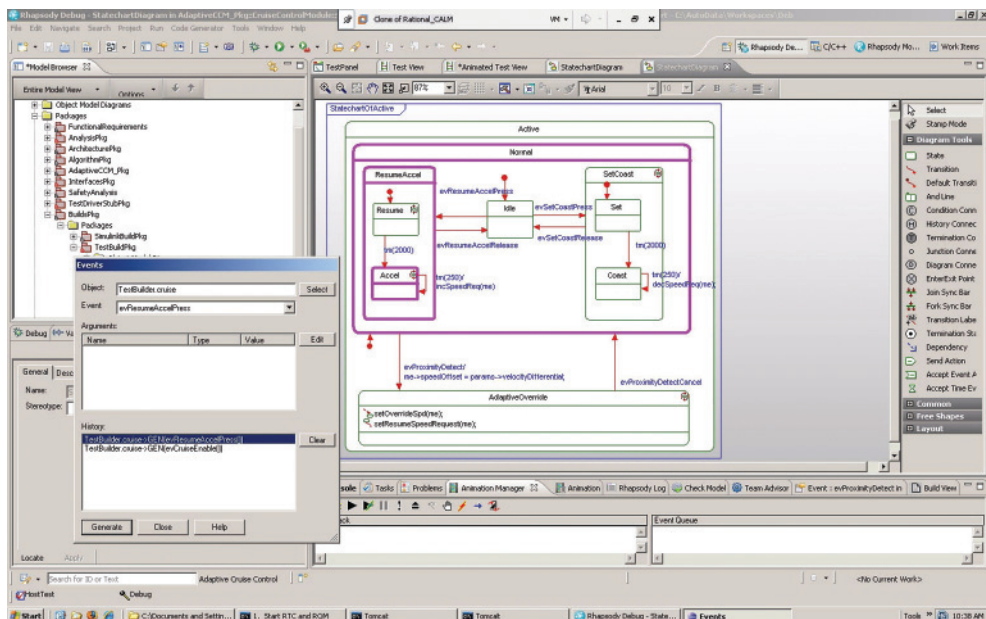 Rhapsody Debug - StatechartDiagram in AdaptiveCCM_Pkg::CruiseControlModule:
Clone of Rational_CALM
VM
File Edit Navigate Search Project Run Code Generator Tools Window Help
Rhapsody De... C/C++ Rhapsody Mo... Work Items
*Model Browser
TestPanel Test View *Animated Test View StatechartDiagram StatechartDiagram
Entire Model View Options
87% Arial 10
Object Model Diagrams
Packages
FunctionalRequirements
AnalysisPkg
ArchitecturePkg
AlgorithmPkg
AdaptiveCCM_Pkg
InterfacesPkg
SafetyAnalysis
TestDriverStubPkg
BuildsPkg
Packages
SimulinkBuildPkg
TestBuildPkg
StatechartOfActive
Active
Normal
ResumeAccel
SetCoast
Resume
evResumeAccelPress
Idle
evSetCoastPress
Set
evResumeAccelRelease
evSetCoastRelease
tm(2000)
tm(2000)
Accel
tm(250)/
incSpeedReq(me);
Coast
tm(250)/
decSpeedReq(me);
evProximityDetect/
me->speedOffset = params->velocityDifferential;
evProximityDetectCancel
AdaptiveOverride
setOverrideSpd(me);
setResumeSpeedRequest(me);
Select
Stamp Mode
Diagram Tools
State
Transition
Default Transiti
And Line
Condition Conn
History Connec
Termination Co
Junction Conne
Diagram Conne
EnterExit Point
Join Sync Bar
Fork Sync Bar
Transition Labe
Termination Sta
Dependency
Send Action
Accept Event A
Accept Time Ev
Common
Free Shapes
Layout
Events
Object: TestBuilder.cruise Select
Event evResumeAccelPress
Arguments:
Name Type Value Edit
History:
TestBuilder.cruise->GEN(evResumeAccelPress())
TestBuilder.cruise->GEN(evCruiseEnable())
Clear
Generate Close Help
Debug Va
General Desc
Name:
Stereotype:
Locate Apply
sole Tasks Problems Animation Manager Animation Rhapsody Log Check Model Team Advisor Event : evProximityDetect in Build View
Event Queue
Search for ID or Text Adaptive Cruise Control <No Current Work>
HostTest Debug
Start C:\Documents and Settin... 1. Start RTC and RQM Tomcat Tomcat Rhapsody Debug - State... Events Tools 10:38 AM